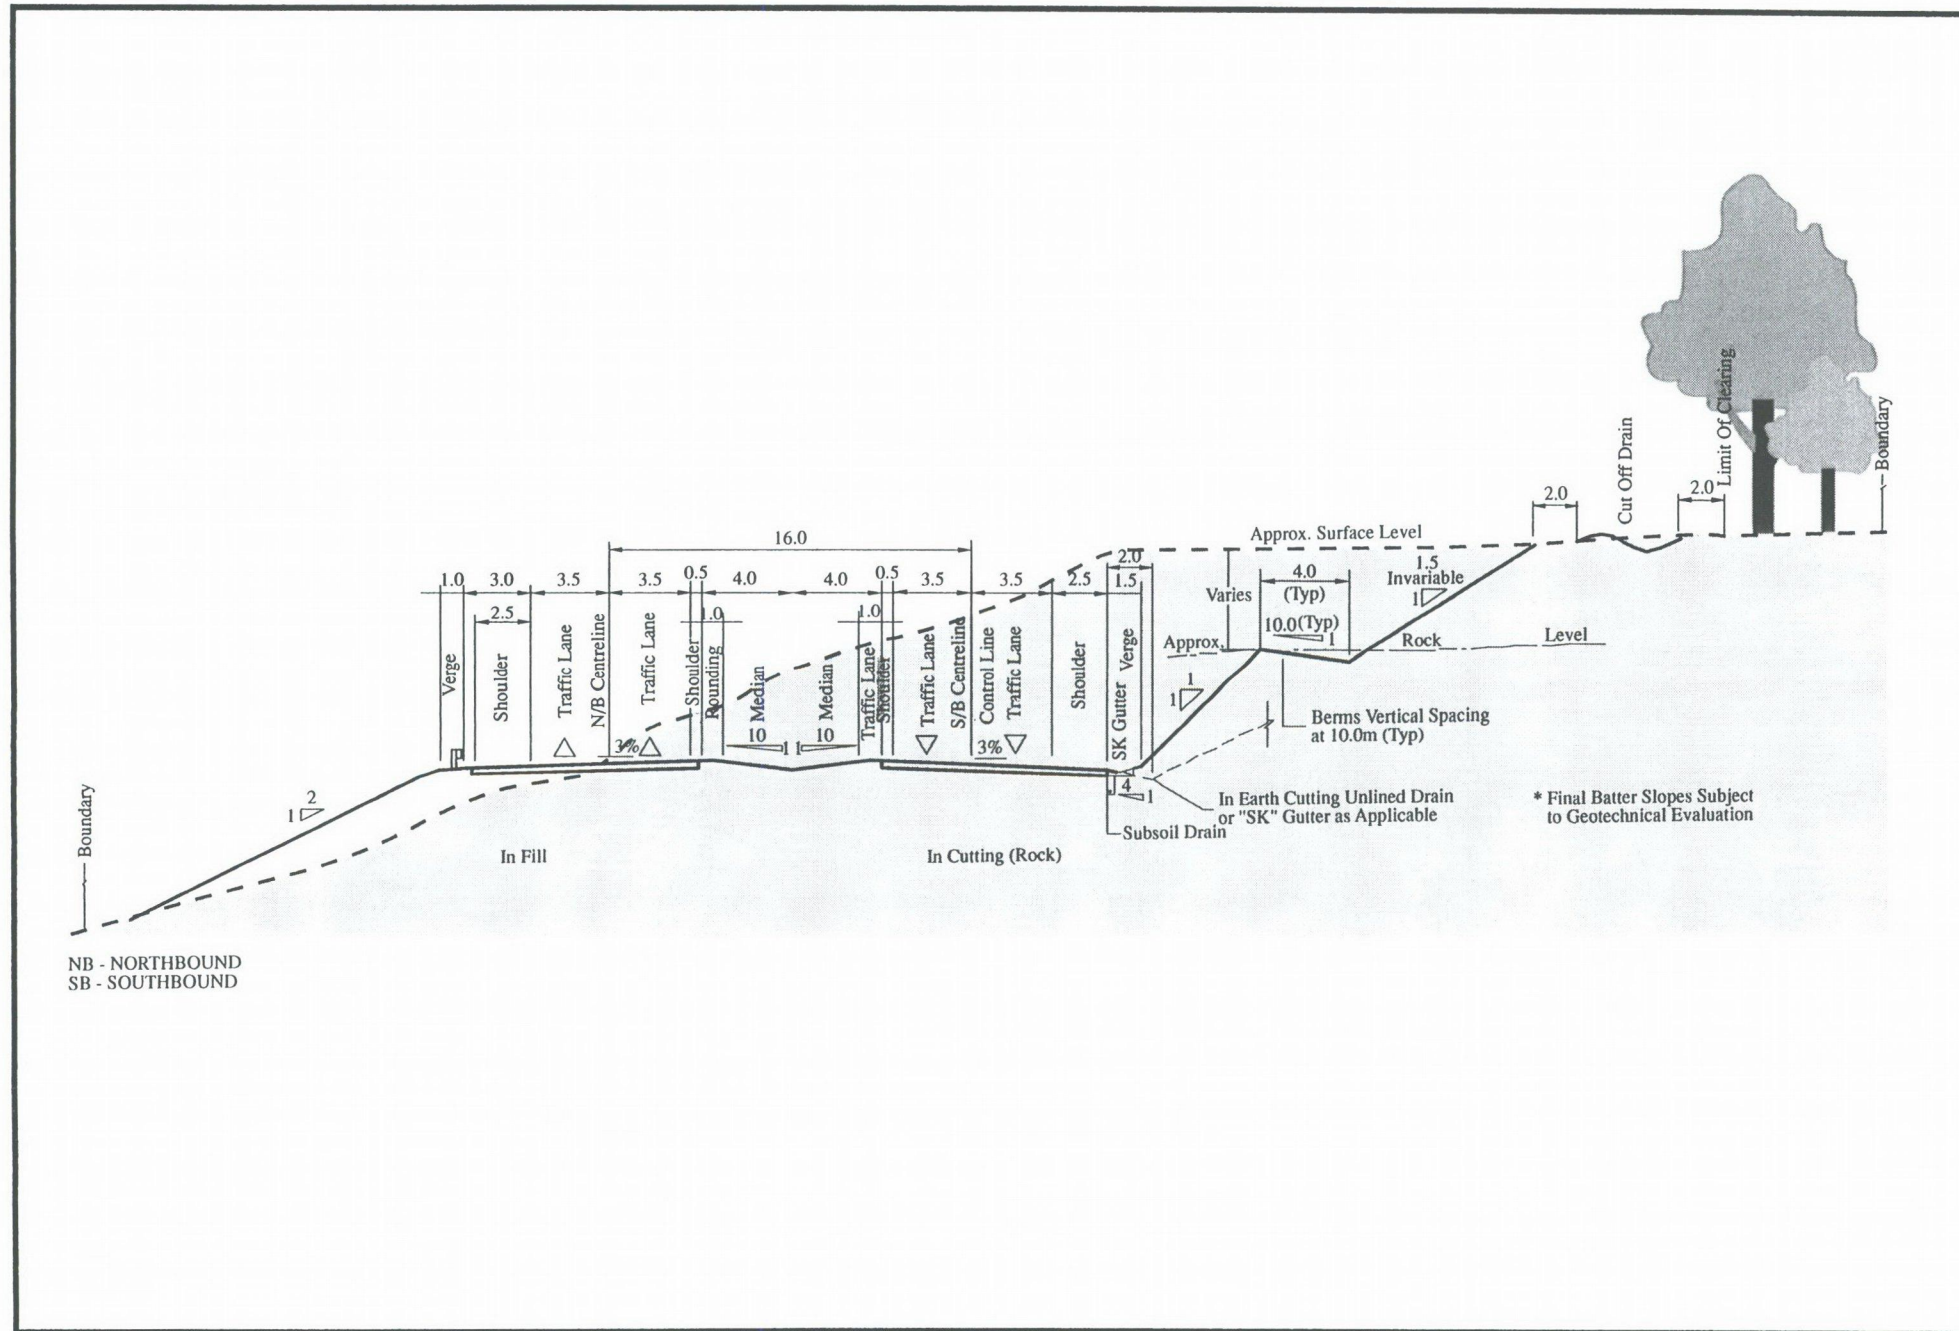 16.0
1.0
3.0
3.5
3.5
0.5
4.0
4.0
0.5
3.5
3.5
2.5
2.0
1.5
2.5
1.0
1.0
Verge
Shoulder
Traffic Lane
N/B Centreline
Traffic Lane
Shoulder
Rounding
Median
Median
Traffic Lane
Shoulder
Traffic Lane
S/B Centreline
Control Line
Traffic Lane
Shoulder
SK Gutter
Verge
3%
10
1
1
10
3%
4
1
Approx. Surface Level
Varies
4.0
(Typ)
10.0(Typ)
1
1.5
Invariable
1
Approx.
Rock
Level
1
1
Berms Vertical Spacing
at 10.0m (Typ)
2.0
Cut Off Drain
2.0
Limit Of Clearing
Boundary
In Earth Cutting Unlined Drain
or "SK" Gutter as Applicable
Subsoil Drain
* Final Batter Slopes Subject
to Geotechnical Evaluation
2
1
Boundary
In Fill
In Cutting (Rock)
NB - NORTHBOUND
SB - SOUTHBOUND